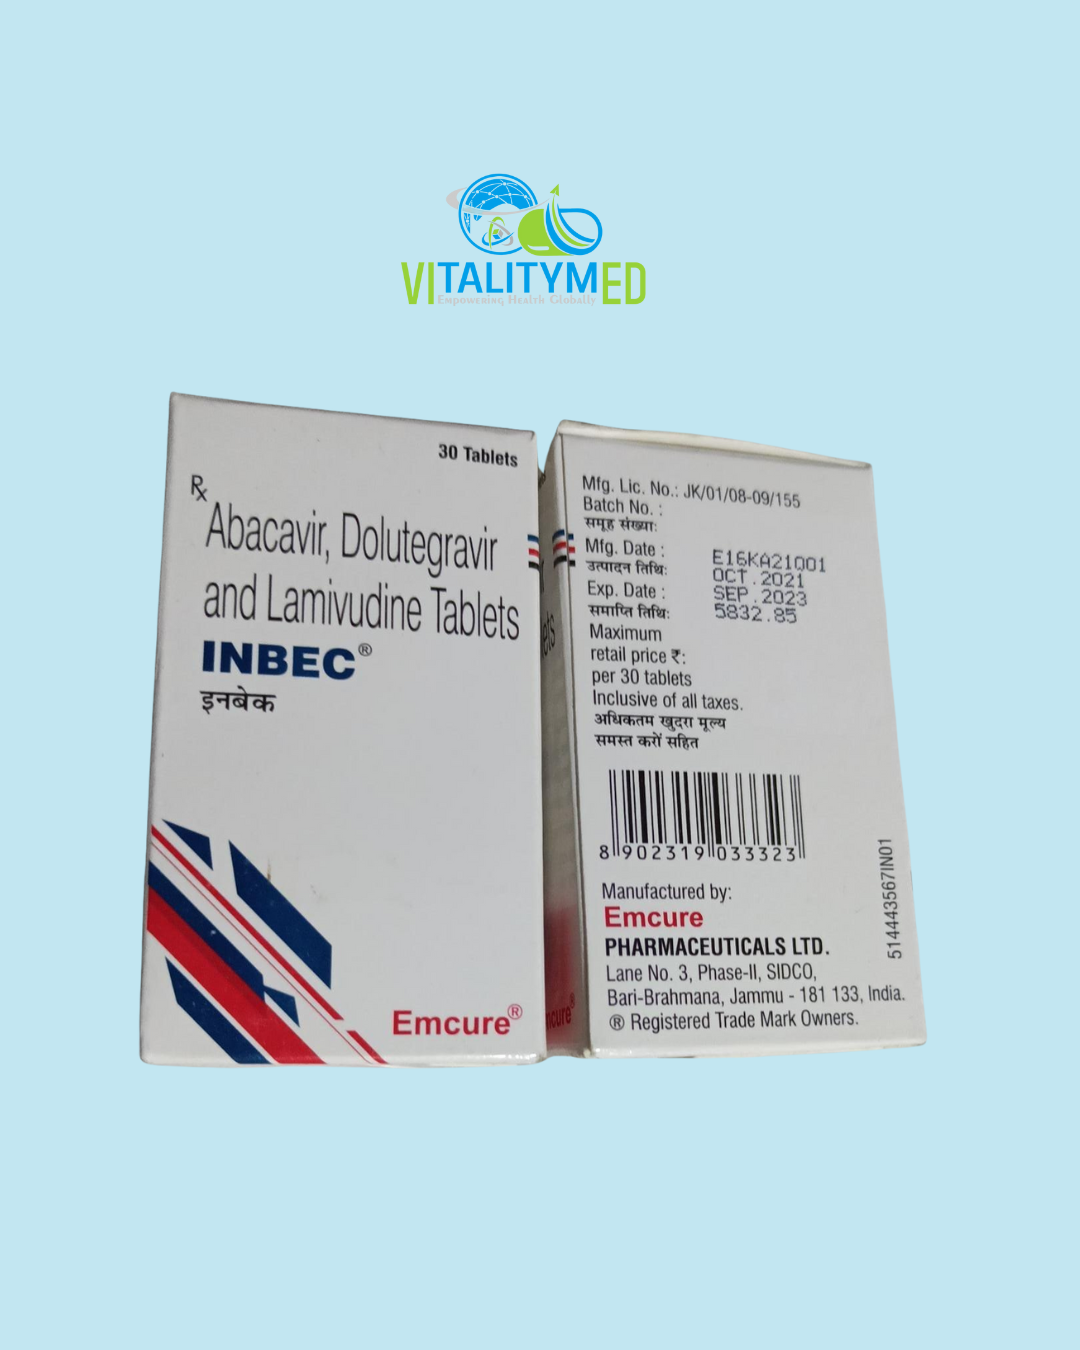 VITALITYMED
Empowering Health Globally
30 Tablets
Rx
Abacavir, Dolutegravir
and Lamivudine Tablets
INBEC®
इनबेक
Emcure®
Mfg. Lic. No.: JK/01/08-09/155
Batch No. :
समूह संख्याः
Mfg. Date :
उत्पादन तिथिः
Exp. Date :
समाप्ति तिथिः
E16KA21001
OCT.2021
SEP.2023
5832.85
Maximum
retail price ₹:
per 30 tablets
Inclusive of all taxes.
अधिकतम खुदरा मूल्य
समस्त करों सहित
8 902319 033323
Manufactured by:
Emcure
PHARMACEUTICALS LTD.
Lane No. 3, Phase-II, SIDCO,
Bari-Brahmana, Jammu - 181 133, India.
® Registered Trade Mark Owners.
514443567IN01